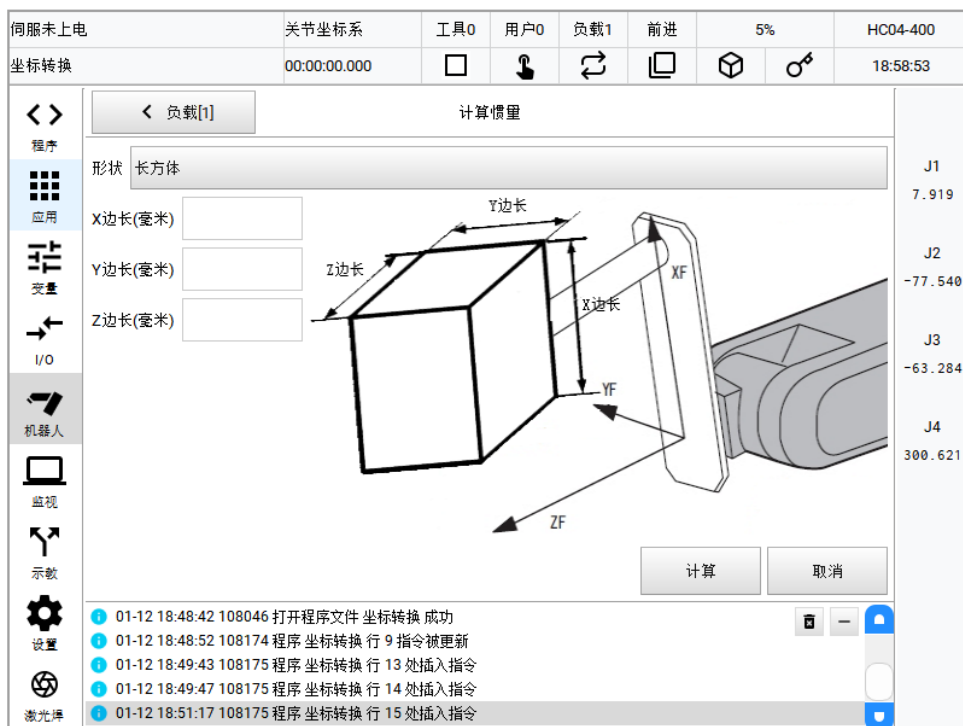 伺服未上电 关节坐标系 工具0 用户0 负载1 前进 5% HC04-400
坐标转换 00:00:00.000 18:58:53
程序
应用
变量
I/O
机器人
监视
示教
设置
激光焊
负载[1] 计算惯量
形状 长方体
X边长(毫米)
Y边长(毫米)
Z边长(毫米)
Y边长
Z边长
X边长
XF
YF
ZF
计算 取消
J1
7.919
J2
-77.540
J3
-63.284
J4
300.621
01-12 18:48:42 108046 打开程序文件 坐标转换 成功
01-12 18:48:52 108174 程序 坐标转换 行 9 指令被更新
01-12 18:49:43 108175 程序 坐标转换 行 13 处插入指令
01-12 18:49:47 108175 程序 坐标转换 行 14 处插入指令
01-12 18:51:17 108175 程序 坐标转换 行 15 处插入指令